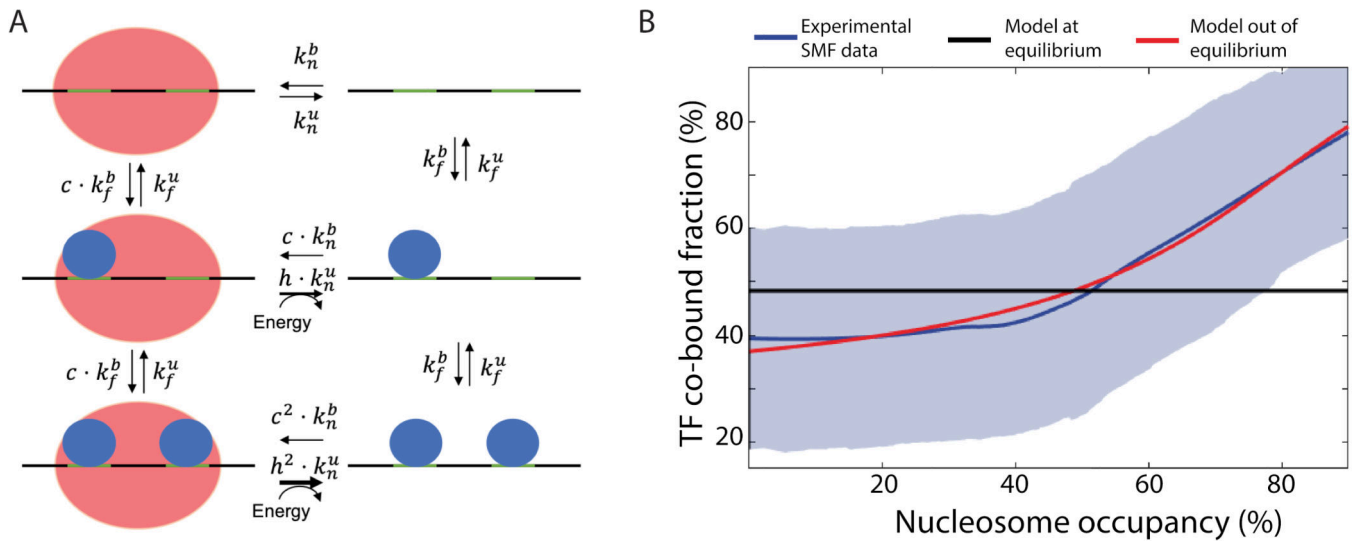 A
k_n^b
k_n^u
k_f^b k_f^u
c · k_f^b k_f^u
c · k_n^b
h · k_n^u
Energy
c · k_f^b k_f^u
k_f^b k_f^u
c^2 · k_n^b
h^2 · k_n^u
Energy
B
Experimental
SMF data
Model at
equilibrium
Model out of
equilibrium
TF co-bound fraction (%)
80
60
40
20
20 40 60 80
Nucleosome occupancy (%)